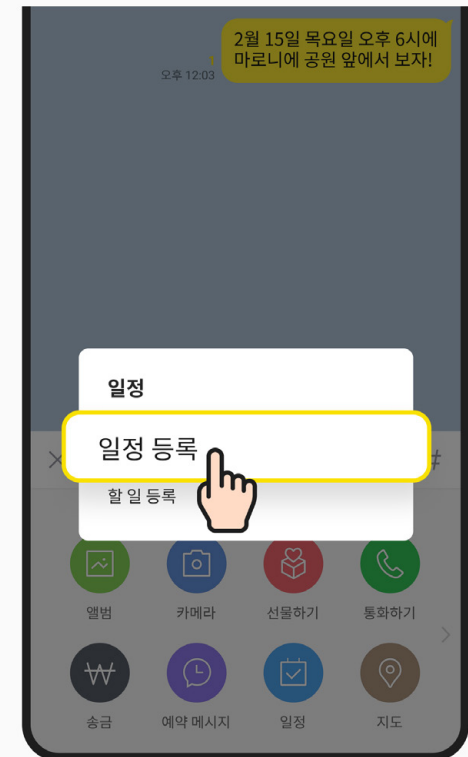 2월 15일 목요일 오후 6시에
마로니에 공원 앞에서 보자!
오후 12:03
일정
일정 등록
#
할 일 등록
앨범 카메라 선물하기 통화하기
송금 예약 메시지 일정 지도